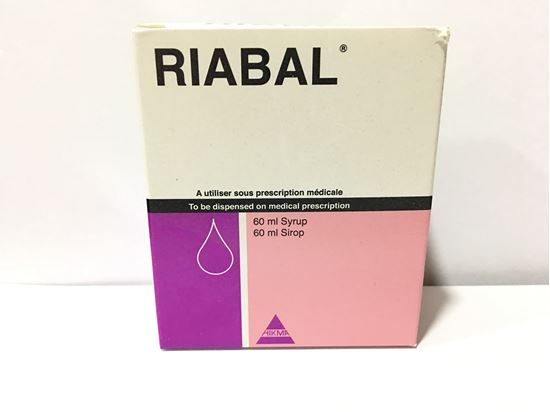 RIABAL®
A utiliser sous prescription médicale
To be dispensed on medical prescription
60 ml Syrup
60 ml Sirop
HIKMA